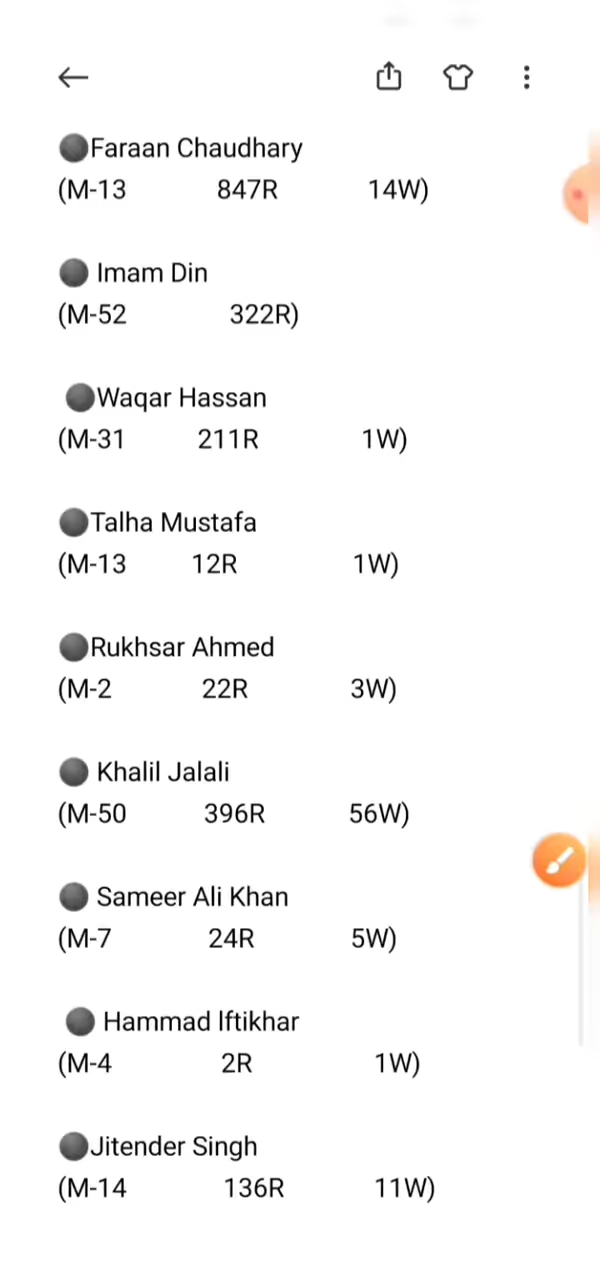 Faraan Chaudhary
(M-13 847R 14W)
Imam Din
(M-52 322R)
Waqar Hassan
(M-31 211R 1W)
Talha Mustafa
(M-13 12R 1W)
Rukhsar Ahmed
(M-2 22R 3W)
Khalil Jalali
(M-50 396R 56W)
Sameer Ali Khan
(M-7 24R 5W)
Hammad Iftikhar
(M-4 2R 1W)
Jitender Singh
(M-14 136R 11W)